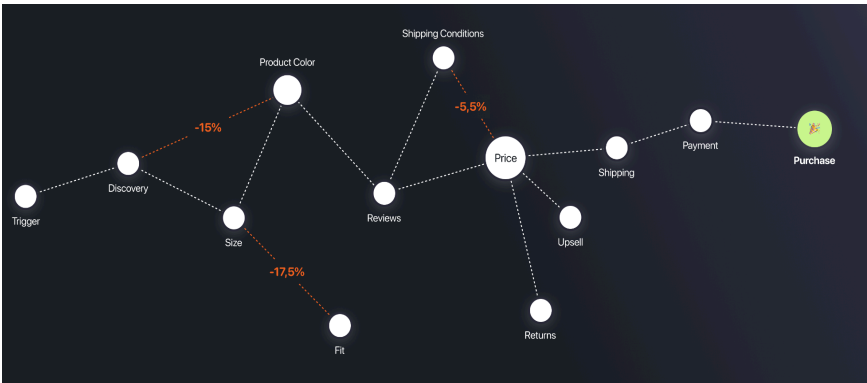 Shipping Conditions
Product Color
-5,5%
-15%
Price
Payment
Purchase
Shipping
Discovery
Trigger
Reviews
Size
Upsell
-17,5%
Returns
Fit